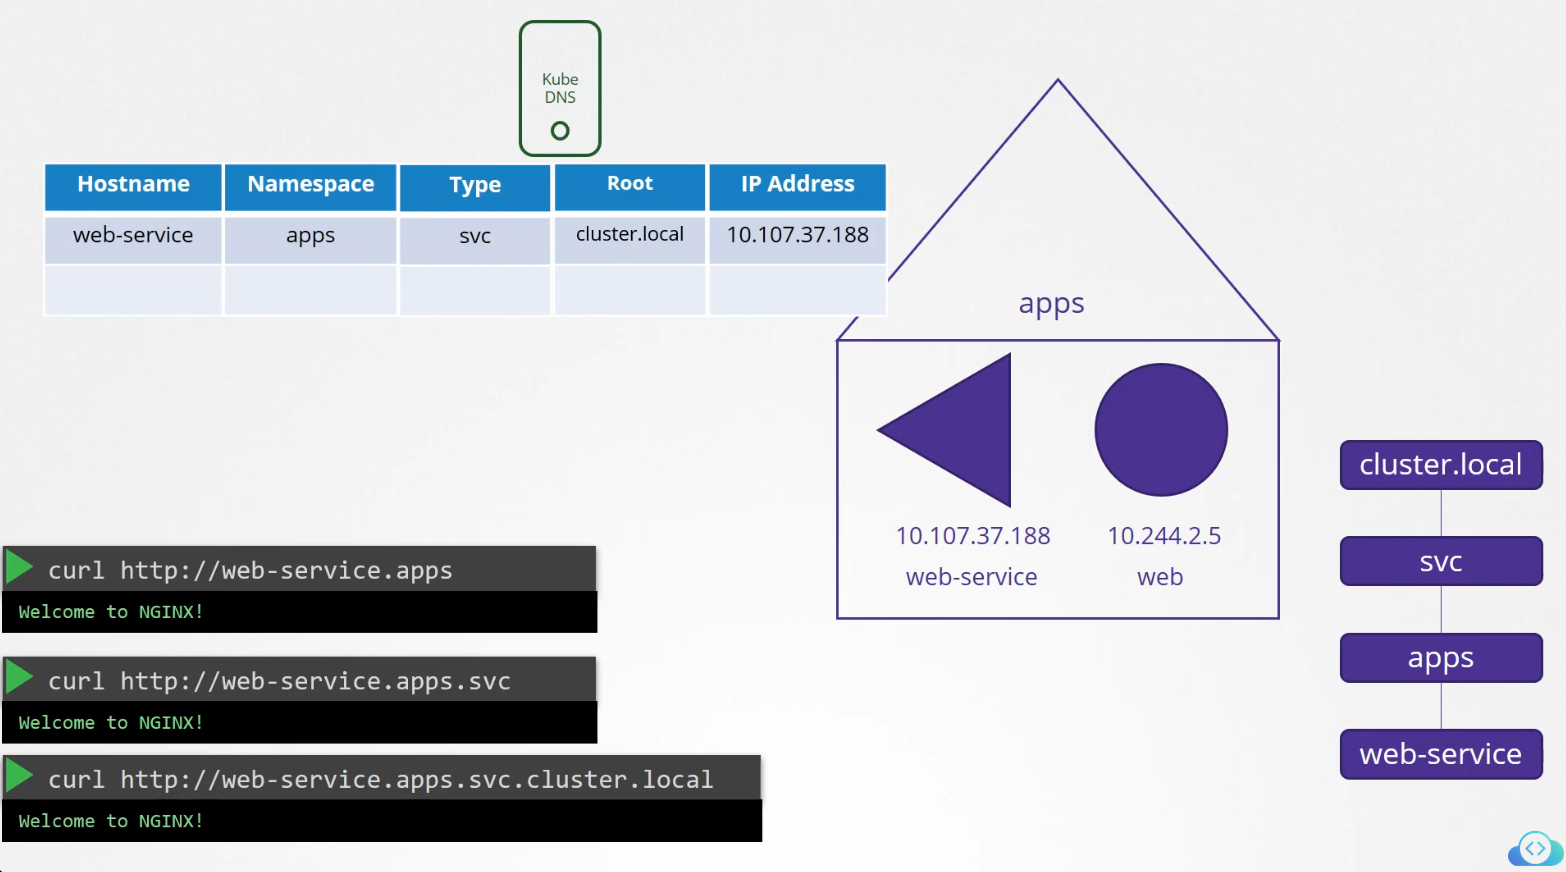 Kube
DNS
Hostname Namespace Type Root IP Address
web-service apps svc cluster.local 10.107.37.188
apps
10.107.37.188 10.244.2.5
web-service web
cluster.local
svc
apps
web-service
curl http://web-service.apps
Welcome to NGINX!
curl http://web-service.apps.svc
Welcome to NGINX!
curl http://web-service.apps.svc.cluster.local
Welcome to NGINX!